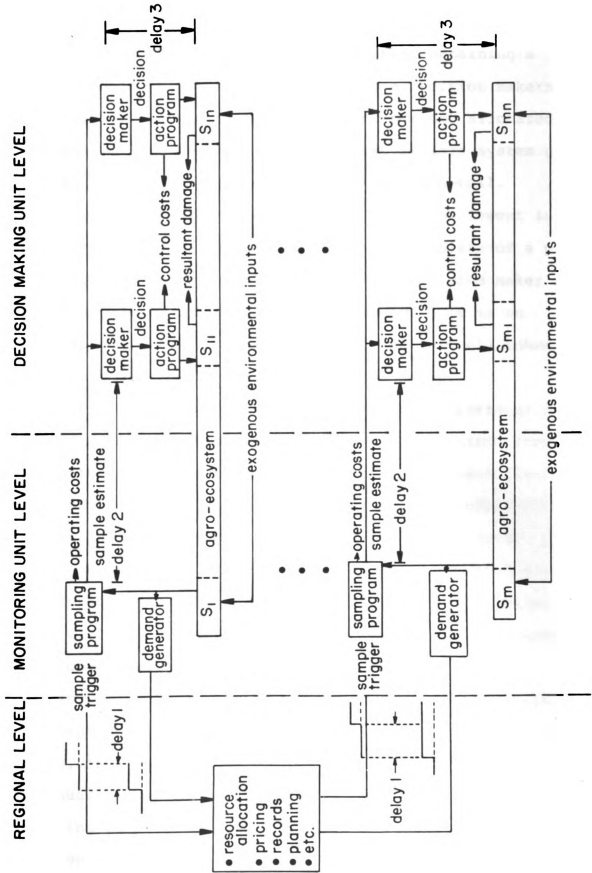 REGIONAL LEVEL
MONITORING UNIT LEVEL
DECISION MAKING UNIT LEVEL
delay 1
sample
trigger
sampling
program
operating costs
sample estimate
delay 2
demand
generator
S1
agro-ecosystem
exogenous environmental inputs
decision
maker
decision
action
program
S11
control costs
resultant damage
decision
maker
decision
action
program
S1n
delay 3
• resource
allocation
• pricing
• records
• planning
• etc.
delay 1
sample
trigger
sampling
program
operating costs
sample estimate
delay 2
demand
generator
Sm
agro-ecosystem
exogenous environmental inputs
decision
maker
decision
action
program
Sm1
control costs
resultant damage
decision
maker
decision
action
program
Smn
delay 3